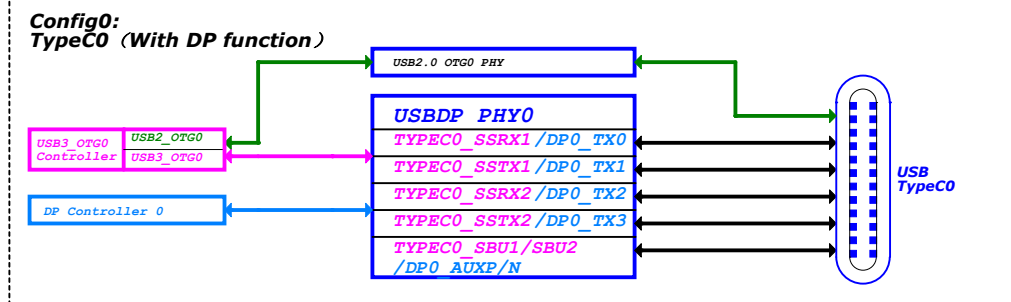 Config0:
TypeC0（With DP function）
USB2.0 OTG0 PHY
USBDP PHY0
TYPEC0_SSRX1/DP0_TX0
TYPEC0_SSTX1/DP0_TX1
TYPEC0_SSRX2/DP0_TX2
TYPEC0_SSTX2/DP0_TX3
TYPEC0_SBU1/SBU2
/DP0_AUXP/N
USB3_OTG0
Controller
USB2_OTG0
USB3_OTG0
DP Controller 0
USB
TypeC0